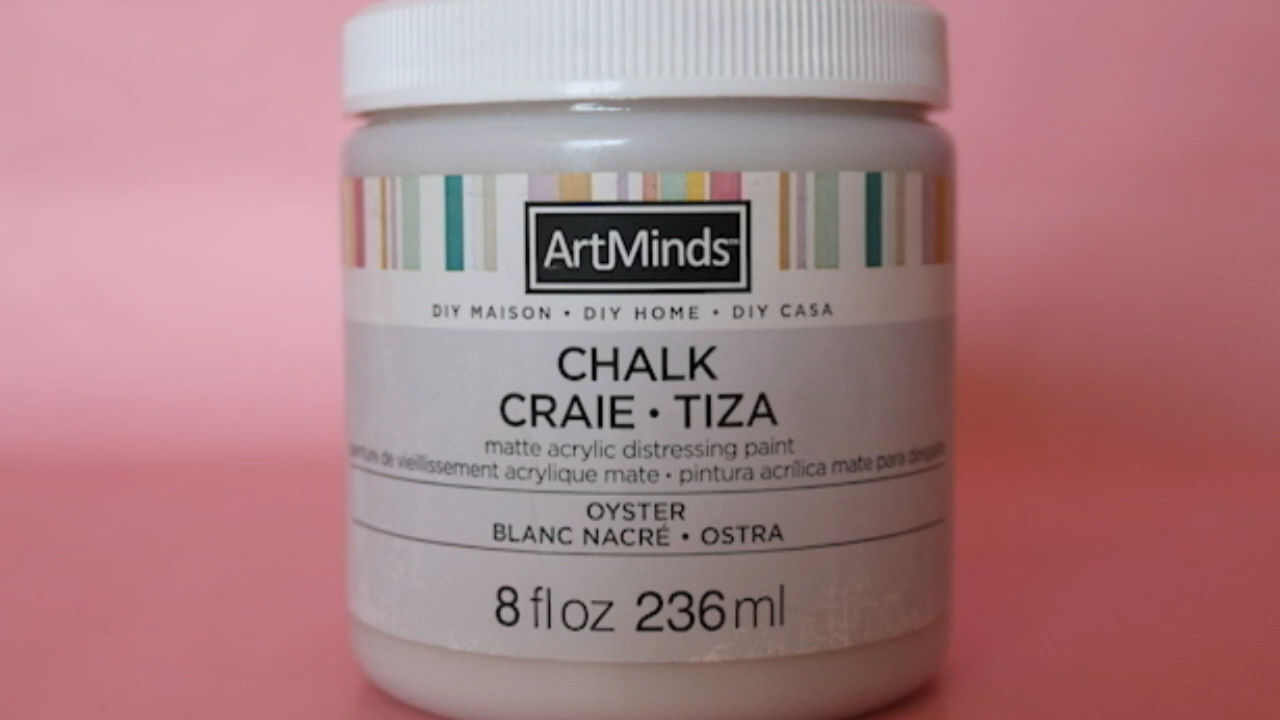 ArtMinds™
DIY MAISON • DIY HOME • DIY CASA
CHALK
CRAIE • TIZA
matte acrylic distressing paint
de vieillissement acrylique mate • pintura acrílica mate para
OYSTER
BLANC NACRÉ • OSTRA
8 fl oz 236 ml